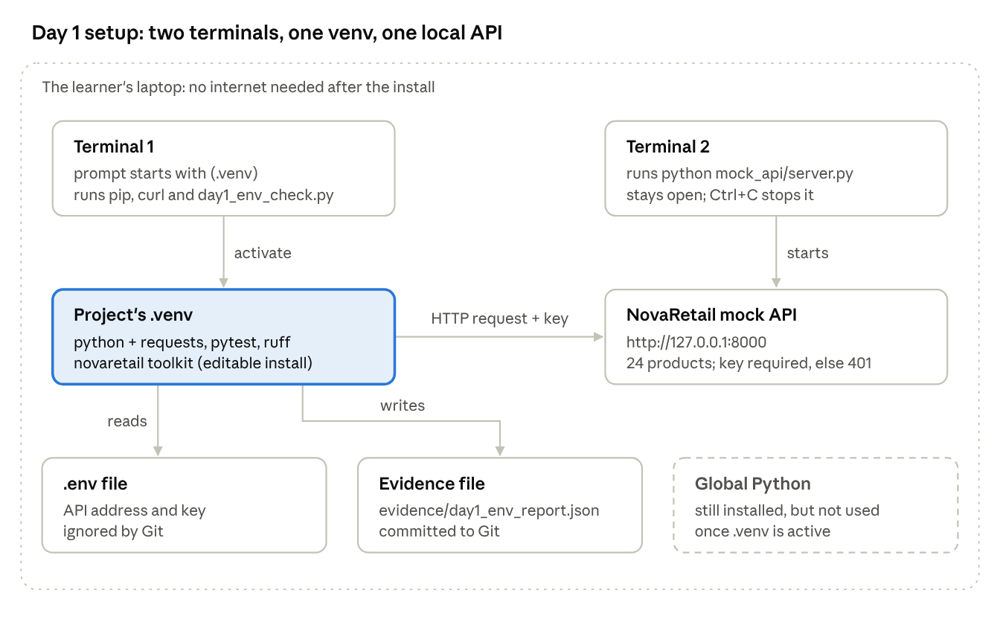 Day 1 setup: two terminals, one venv, one local API
The learner's laptop: no internet needed after the install
Terminal 1
prompt starts with (.venv)
runs pip, curl and day1_env_check.py
Terminal 2
runs python mock_api/server.py
stays open; Ctrl+C stops it
activate
starts
Project's .venv
python + requests, pytest, ruff
novaretail toolkit (editable install)
HTTP request + key
NovaRetail mock API
http://127.0.0.1:8000
24 products; key required, else 401
reads
writes
.env file
API address and key
ignored by Git
Evidence file
evidence/day1_env_report.json
committed to Git
Global Python
still installed, but not used
once .venv is active